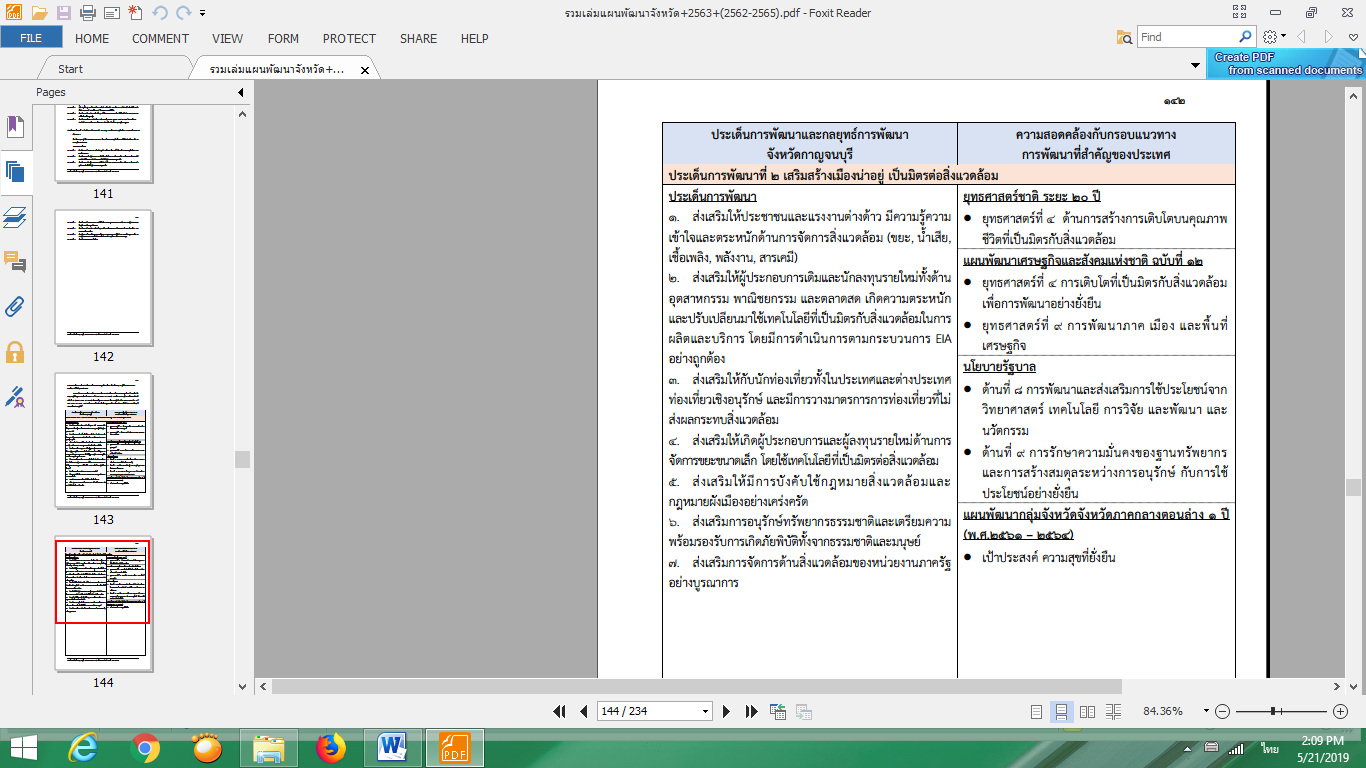 รวมเล่มแผนพัฒนาจังหวัด+2563+(2562-2565).pdf - Foxit Reader
FILE HOME COMMENT VIEW FORM PROTECT SHARE HELP
Find
Start
รวมเล่มแผนพัฒนาจังหวัด+...
Create PDF
from scanned documents
Pages
141
142
143
144
๑๔๒
ประเด็นการพัฒนาและกลยุทธ์การพัฒนา
จังหวัดกาญจนบุรี
ความสอดคล้องกับกรอบแนวทาง
การพัฒนาที่สำคัญของประเทศ
ประเด็นการพัฒนาที่ ๒ เสริมสร้างเมืองน่าอยู่ เป็นมิตรต่อสิ่งแวดล้อม
ประเด็นการพัฒนา
๑. ส่งเสริมให้ประชาชนและแรงงานต่างด้าว มีความรู้ความ
เข้าใจและตระหนักด้านการจัดการสิ่งแวดล้อม (ขยะ, น้ำเสีย,
เชื้อเพลิง, พลังงาน, สารเคมี)
๒. ส่งเสริมให้ผู้ประกอบการเดิมและนักลงทุนรายใหม่ทั้งด้าน
อุตสาหกรรม พาณิชยกรรม และตลาดสด เกิดความตระหนัก
และปรับเปลี่ยนมาใช้เทคโนโลยีที่เป็นมิตรกับสิ่งแวดล้อมในการ
ผลิตและบริการ โดยมีการดำเนินการตามกระบวนการ EIA
อย่างถูกต้อง
๓. ส่งเสริมให้กับนักท่องเที่ยวทั้งในประเทศและต่างประเทศ
ท่องเที่ยวเชิงอนุรักษ์ และมีการวางมาตรการการท่องเที่ยวที่ไม่
ส่งผลกระทบสิ่งแวดล้อม
๔. ส่งเสริมให้เกิดผู้ประกอบการและผู้ลงทุนรายใหม่ด้านการ
จัดการขยะขนาดเล็ก โดยใช้เทคโนโลยีที่เป็นมิตรต่อสิ่งแวดล้อม
๕. ส่งเสริมให้มีการบังคับใช้กฎหมายสิ่งแวดล้อมและ
กฎหมายผังเมืองอย่างเคร่งครัด
๖. ส่งเสริมการอนุรักษ์ทรัพยากรธรรมชาติและเตรียมความ
พร้อมรองรับการเกิดภัยพิบัติทั้งจากธรรมชาติและมนุษย์
๗. ส่งเสริมการจัดการด้านสิ่งแวดล้อมของหน่วยงานภาครัฐ
อย่างบูรณาการ
ยุทธศาสตร์ชาติ ระยะ ๒๐ ปี
● ยุทธศาสตร์ที่ ๔ ด้านการสร้างการเติบโตบนคุณภาพ
ชีวิตที่เป็นมิตรกับสิ่งแวดล้อม
แผนพัฒนาเศรษฐกิจและสังคมแห่งชาติ ฉบับที่ ๑๒
● ยุทธศาสตร์ที่ ๔ การเติบโตที่เป็นมิตรกับสิ่งแวดล้อม
เพื่อการพัฒนาอย่างยั่งยืน
● ยุทธศาสตร์ที่ ๙ การพัฒนาภาค เมือง และพื้นที่
เศรษฐกิจ
นโยบายรัฐบาล
● ด้านที่ ๘ การพัฒนาและส่งเสริมการใช้ประโยชน์จาก
วิทยาศาสตร์ เทคโนโลยี การวิจัย และพัฒนา และ
นวัตกรรม
● ด้านที่ ๙ การรักษาความมั่นคงของฐานทรัพยากร
และการสร้างสมดุลระหว่างการอนุรักษ์ กับการใช้
ประโยชน์อย่างยั่งยืน
แผนพัฒนากลุ่มจังหวัดจังหวัดภาคกลางตอนล่าง ๑ ปี
(พ.ศ.๒๕๖๑ – ๒๕๖๔)
● เป้าประสงค์ ความสุขที่ยั่งยืน
144 / 234
84.36%
ไทย
2:09 PM
5/21/2019